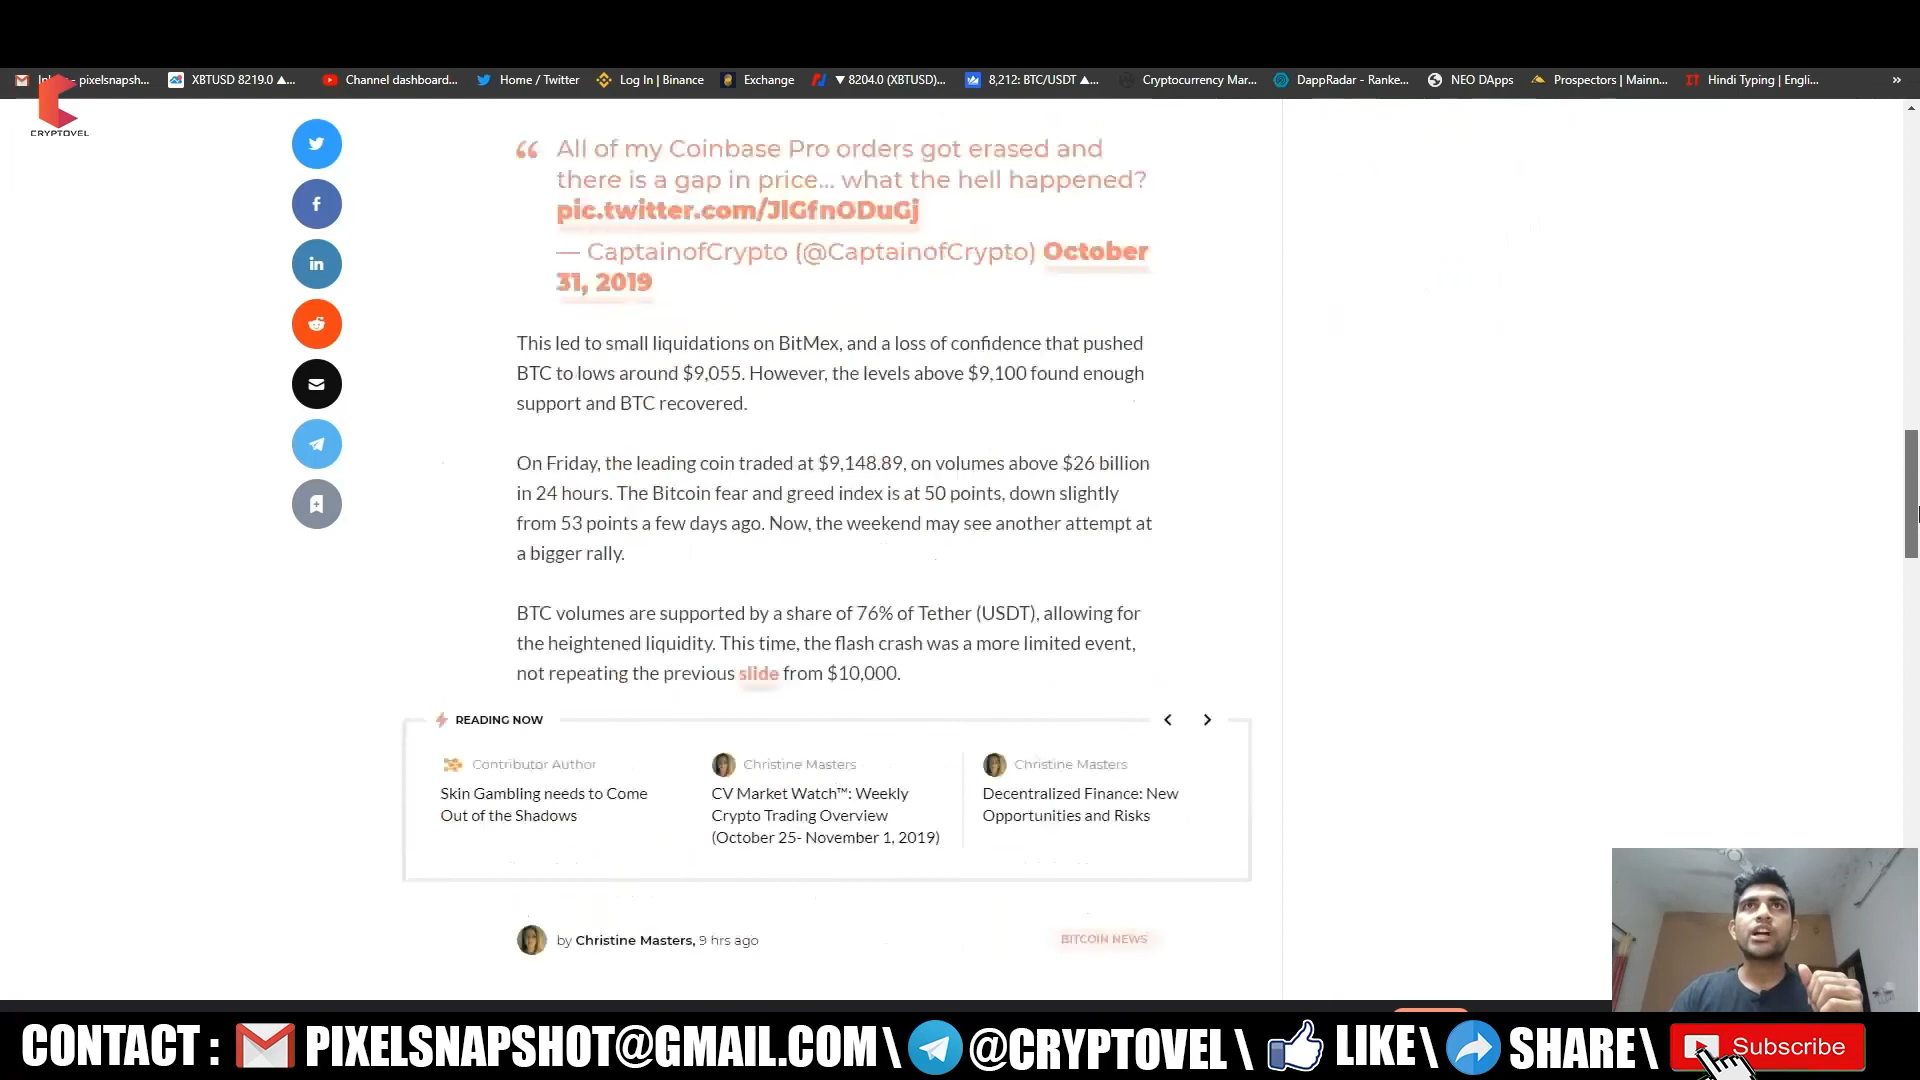 Inbox - pixelsnapsh...
XBTUSD 8219.0 ▲...
Channel dashboard...
Home / Twitter
Log In | Binance
Exchange
▼ 8204.0 (XBTUSD)...
8,212: BTC/USDT ▲...
Cryptocurrency Mar...
DappRadar - Ranke...
NEO DApps
Prospectors | Mainn...
Hindi Typing | Engli...
»
CRYPTOVEL
“ All of my Coinbase Pro orders got erased and
there is a gap in price... what the hell happened?
pic.twitter.com/JlGfnODuGj
— CaptainofCrypto (@CaptainofCrypto) October
31, 2019
This led to small liquidations on BitMex, and a loss of confidence that pushed
BTC to lows around $9,055. However, the levels above $9,100 found enough
support and BTC recovered.
On Friday, the leading coin traded at $9,148.89, on volumes above $26 billion
in 24 hours. The Bitcoin fear and greed index is at 50 points, down slightly
from 53 points a few days ago. Now, the weekend may see another attempt at
a bigger rally.
BTC volumes are supported by a share of 76% of Tether (USDT), allowing for
the heightened liquidity. This time, the flash crash was a more limited event,
not repeating the previous slide from $10,000.
READING NOW
Contributor Author
Skin Gambling needs to Come
Out of the Shadows
Christine Masters
CV Market Watch™: Weekly
Crypto Trading Overview
(October 25- November 1, 2019)
Christine Masters
Decentralized Finance: New
Opportunities and Risks
by Christine Masters, 9 hrs ago
BITCOIN NEWS
CONTACT : PIXELSNAPSHOT@GMAIL.COM \ @CRYPTOVEL \ LIKE \ SHARE \ Subscribe